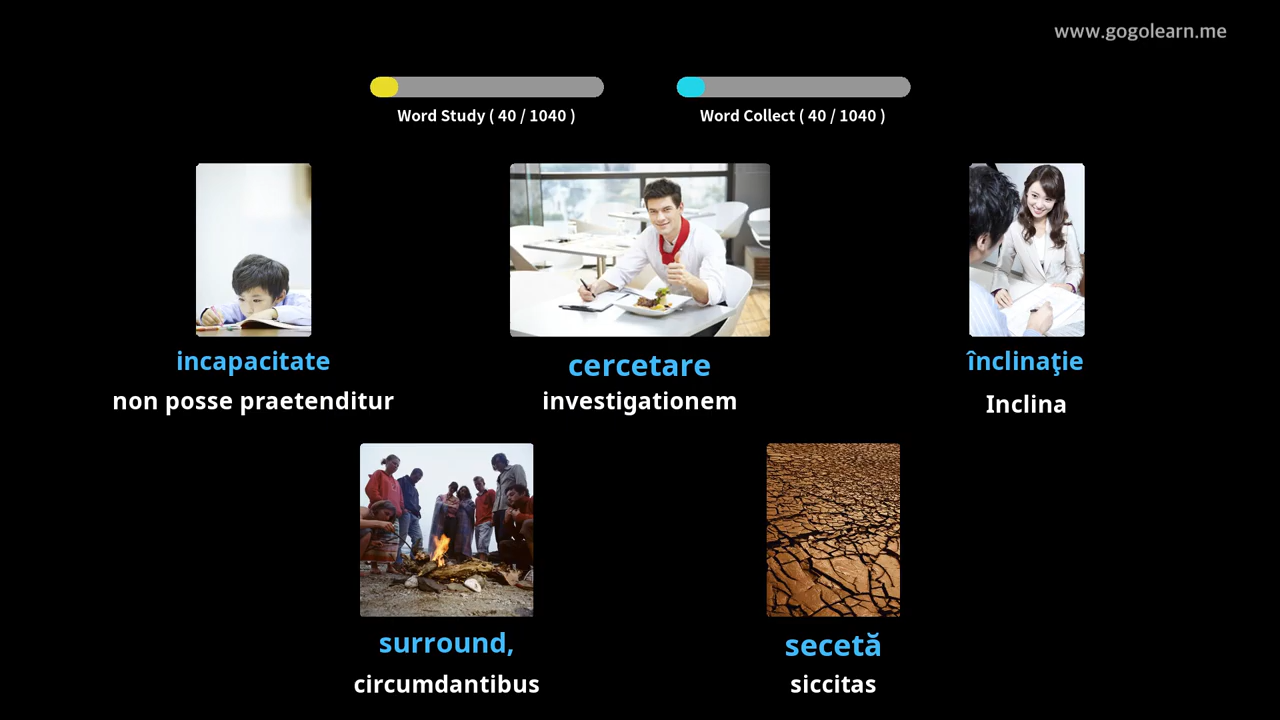 www.gogolearn.me
Word Study ( 40 / 1040 )
Word Collect ( 40 / 1040 )
incapacitate
non posse praetenditur
cercetare
investigationem
înclinaţie
Inclina
surround,
circumdantibus
secetă
siccitas